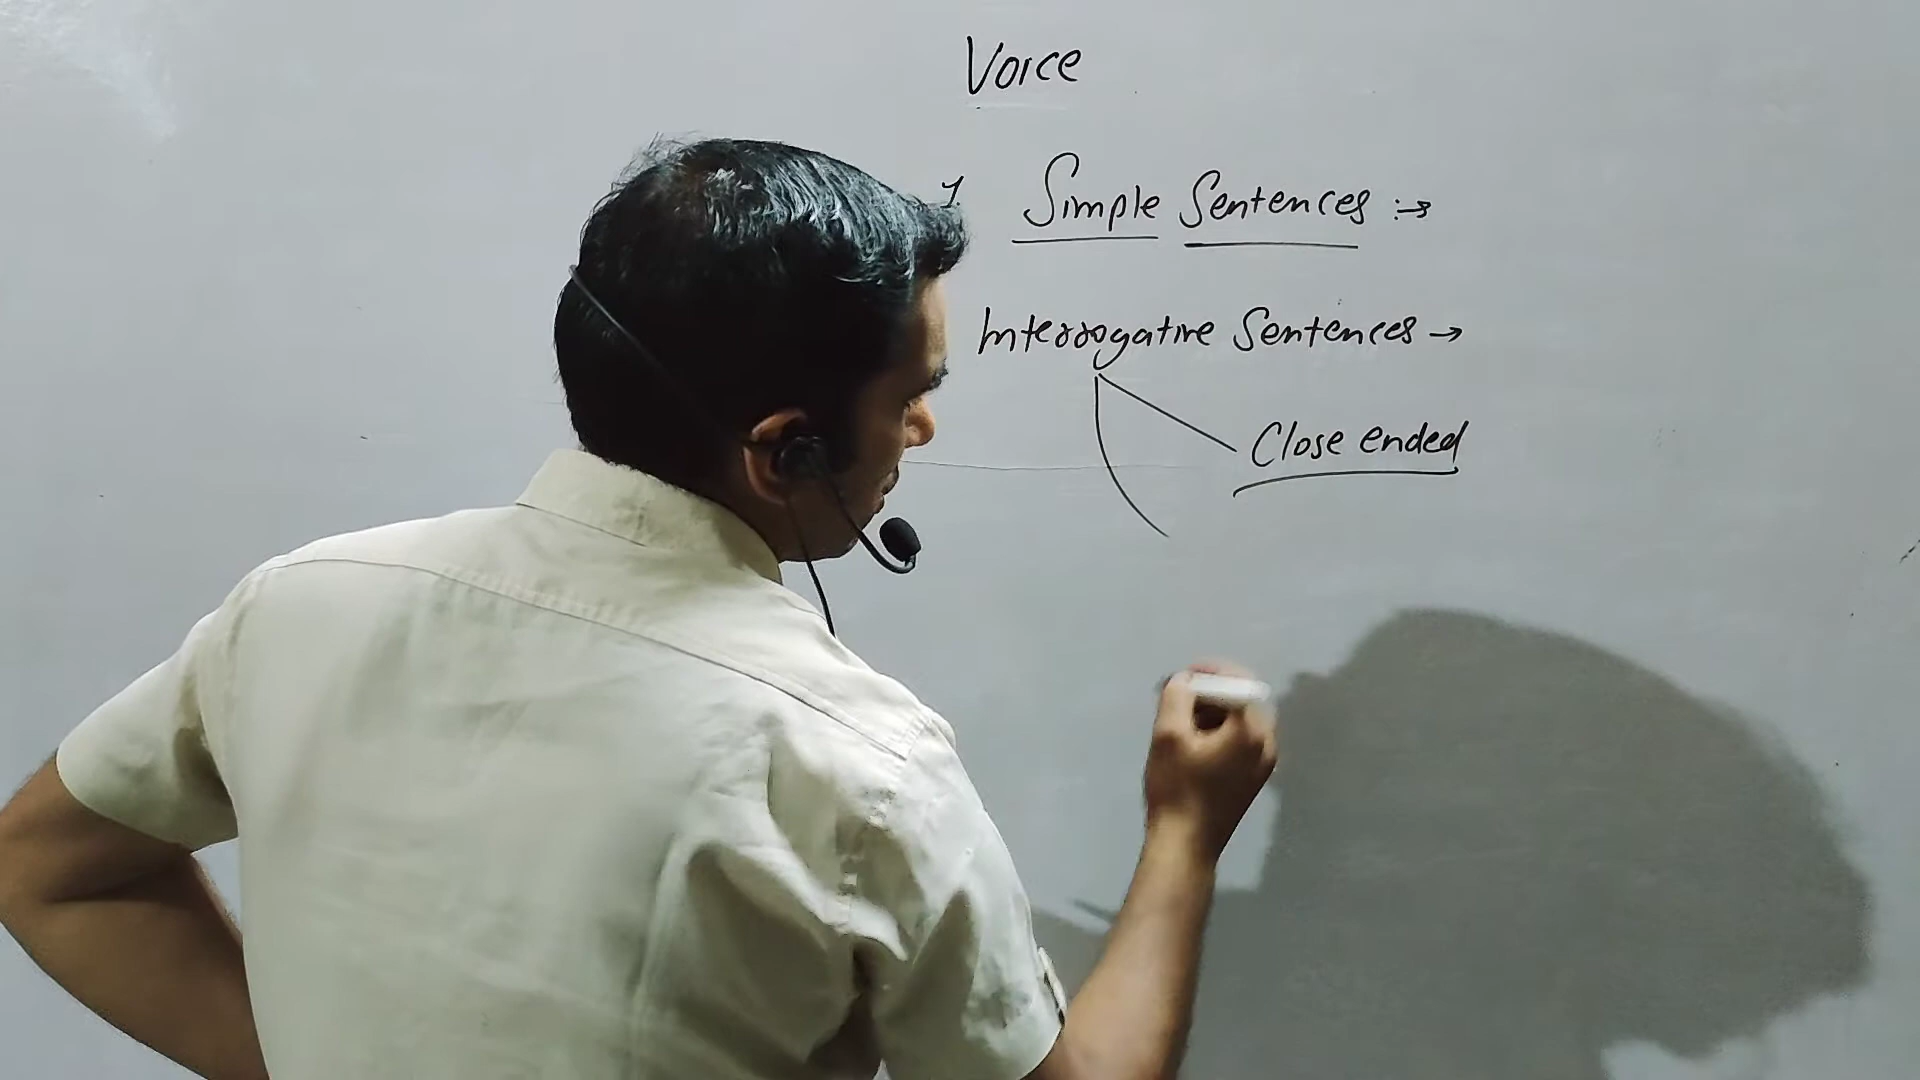 Voice
1. Simple Sentences :→
Interrogative Sentences →
Close ended